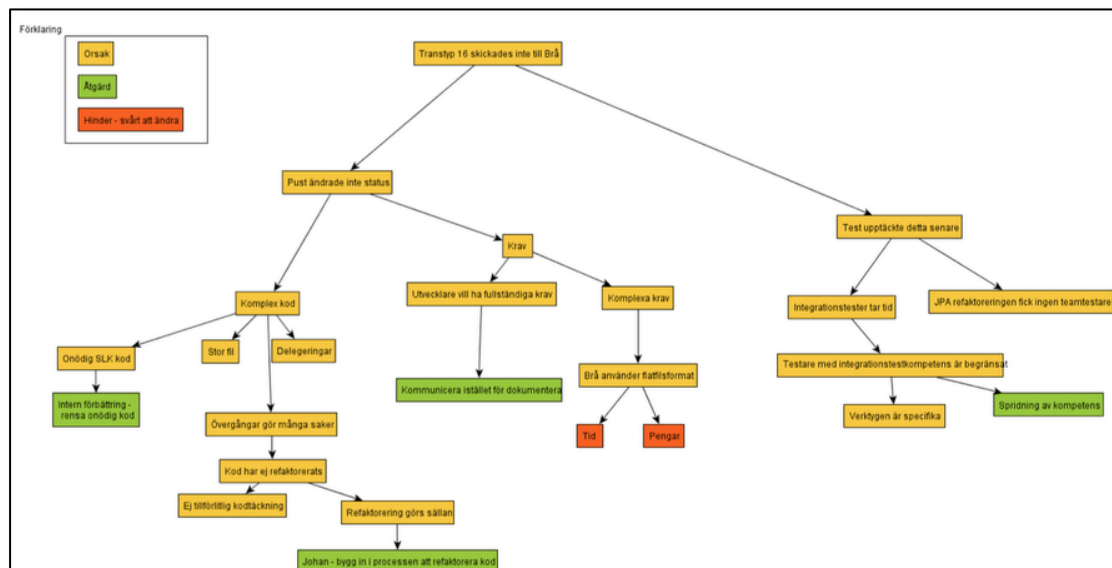 Förklaring
Orsak
Åtgärd
Hinder - svårt att ändra
Transtyp 16 skickades inte till Brå
Pust ändrade inte status
Test upptäckte detta senare
Krav
Komplex kod
Utvecklare vill ha fullständiga krav
Komplexa krav
Integrationstester tar tid
JPA refaktoreringen fick ingen teamtestare
Onödig SLK kod
Stor fil
Delegeringar
Testare med integrationstestkompetens är begränsat
Brå använder flatfilsformat
Kommunicera istället för dokumentera
Intern förbättring -
rensa onödig kod
Spridning av kompetens
Verktygen är specifika
Övergångar gör många saker
Tid
Pengar
Kod har ej refaktorerats
Ej tillförlitlig kodtäckning
Refaktorering görs sällan
Johan - bygg in i processen att refaktorera kod